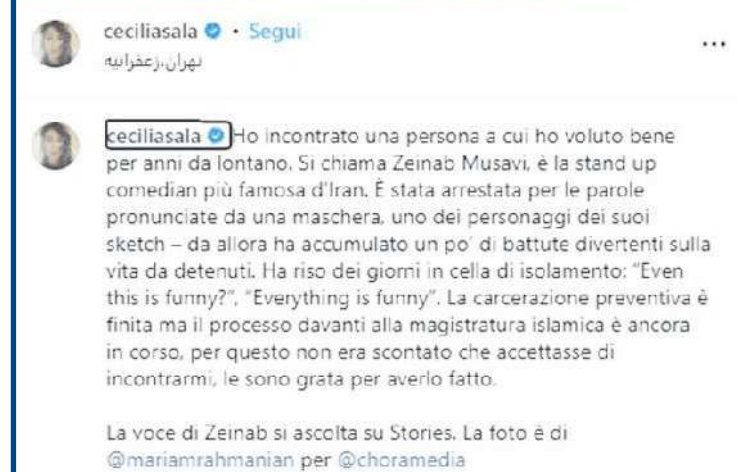 ceciliasala • Segui
تهران،زعفرانیه
...
ceciliasala Ho incontrato una persona a cui ho voluto bene
per anni da lontano. Si chiama Zeinab Musavi, è la stand up
comedian più famosa d'Iran. È stata arrestata per le parole
pronunciate da una maschera, uno dei personaggi dei suoi
sketch – da allora ha accumulato un po' di battute divertenti sulla
vita da detenuti. Ha riso dei giorni in cella di isolamento: "Even
this is funny?". "Everything is funny". La carcerazione preventiva è
finita ma il processo davanti alla magistratura islamica è ancora
in corso, per questo non era scontato che accettasse di
incontrarmi, le sono grata per averlo fatto.
La voce di Zeinab si ascolta su Stories. La foto è di
@mariamrahmanian per @choramedia